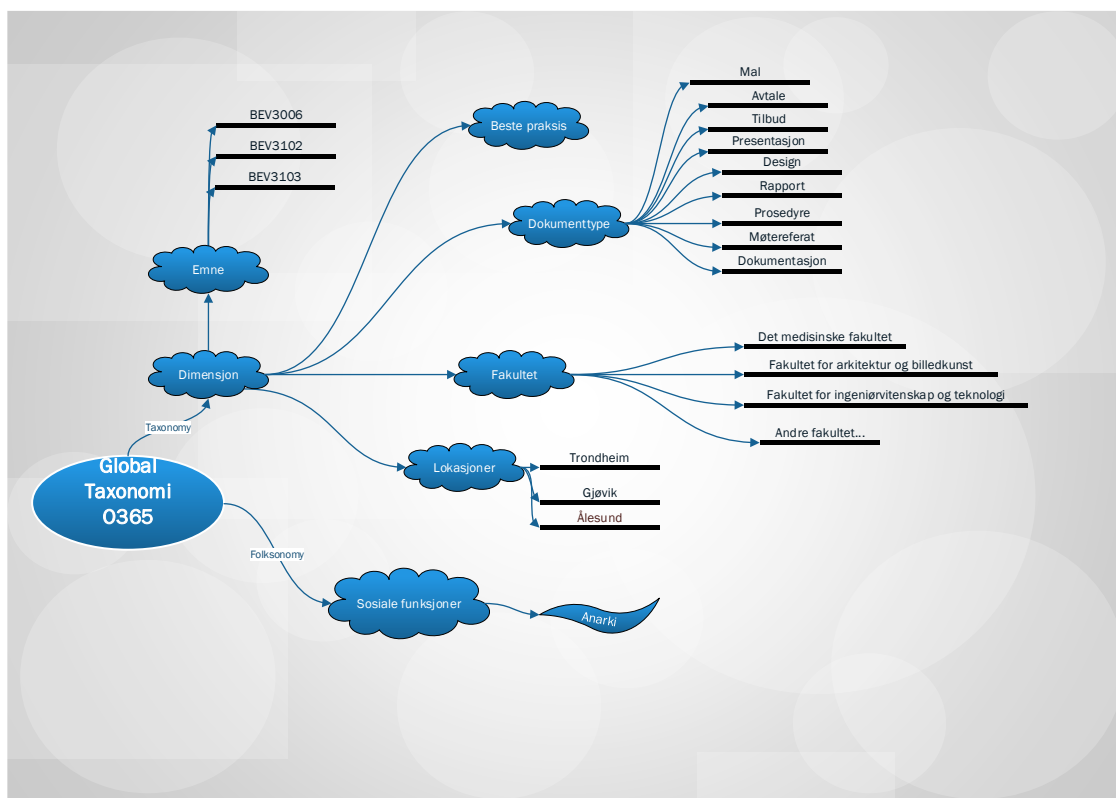 Mal
Avtale
BEV3006
Tilbud
Beste praksis
Presentasjon
BEV3102
Design
BEV3103
Rapport
Prosedyre
Dokumenttype
Møtereferat
Dokumentasjon
Emne
Det medisinske fakultet
Fakultet for arkitektur og billedkunst
Dimensjon
Fakultet
Fakultet for ingeniørvitenskap og teknologi
Taxonomy
Andre fakultet...
Trondheim
Global
Taxonomi
O365
Lokasjoner
Gjøvik
Ålesund
Folksonomy
Sosiale funksjoner
Anarki